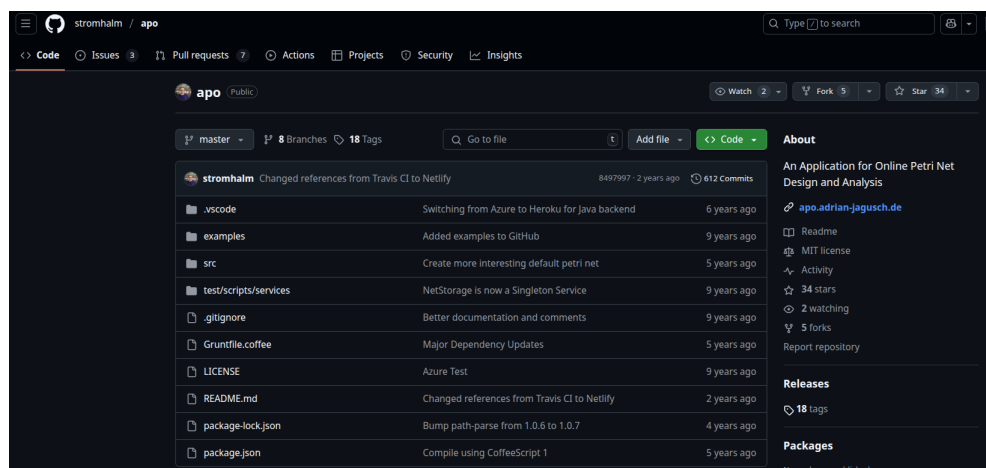 stromhalm / apo
Type / to search
Code Issues 3 Pull requests 7 Actions Projects Security Insights
apo Public
Watch 2 Fork 5 Star 34
master 8 Branches 18 Tags Go to file t Add file Code
stromhalm Changed references from Travis CI to Netlify 8497997 · 2 years ago 612 Commits
.vscode Switching from Azure to Heroku for Java backend 6 years ago
examples Added examples to GitHub 9 years ago
src Create more interesting default petri net 5 years ago
test/scripts/services NetStorage is now a Singleton Service 9 years ago
.gitignore Better documentation and comments 9 years ago
Gruntfile.coffee Major Dependency Updates 5 years ago
LICENSE Azure Test 9 years ago
README.md Changed references from Travis CI to Netlify 2 years ago
package-lock.json Bump path-parse from 1.0.6 to 1.0.7 4 years ago
package.json Compile using CoffeeScript 1 5 years ago
About
An Application for Online Petri Net
Design and Analysis
apo.adrian-jagusch.de
Readme
MIT license
Activity
34 stars
2 watching
5 forks
Report repository
Releases
18 tags
Packages